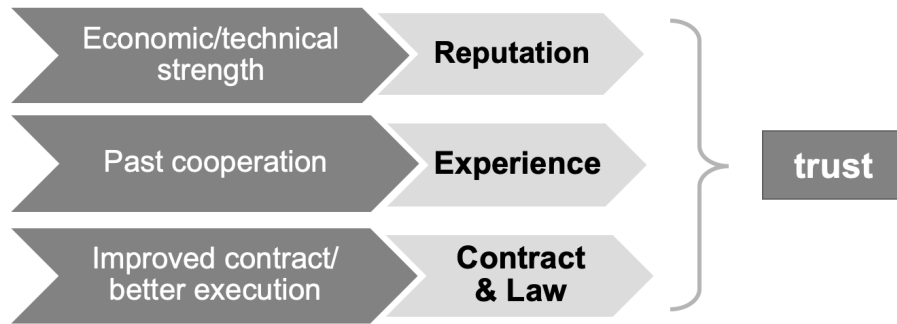 Economic/technical
strength
Reputation
Past cooperation
Experience
Improved contract/
better execution
Contract
& Law
trust